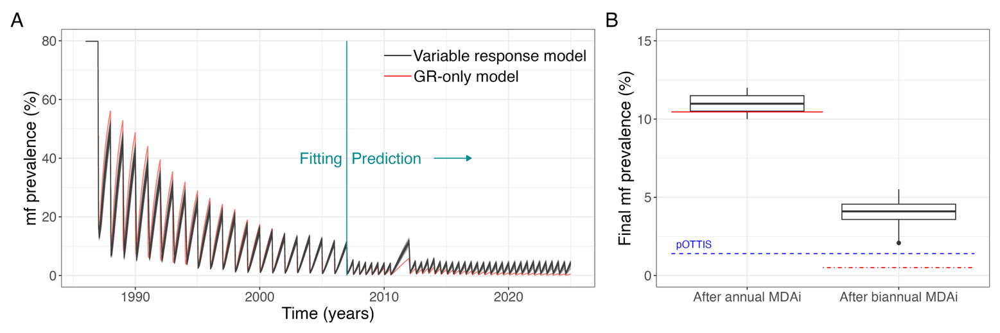 A
mf prevalence (%)
80
60
40
20
0
Variable response model
GR-only model
Fitting
Prediction
1990
2000
2010
2020
Time (years)
B
Final mf prevalence (%)
15
10
5
0
pOTTIS
After annual MDAi
After biannual MDAi